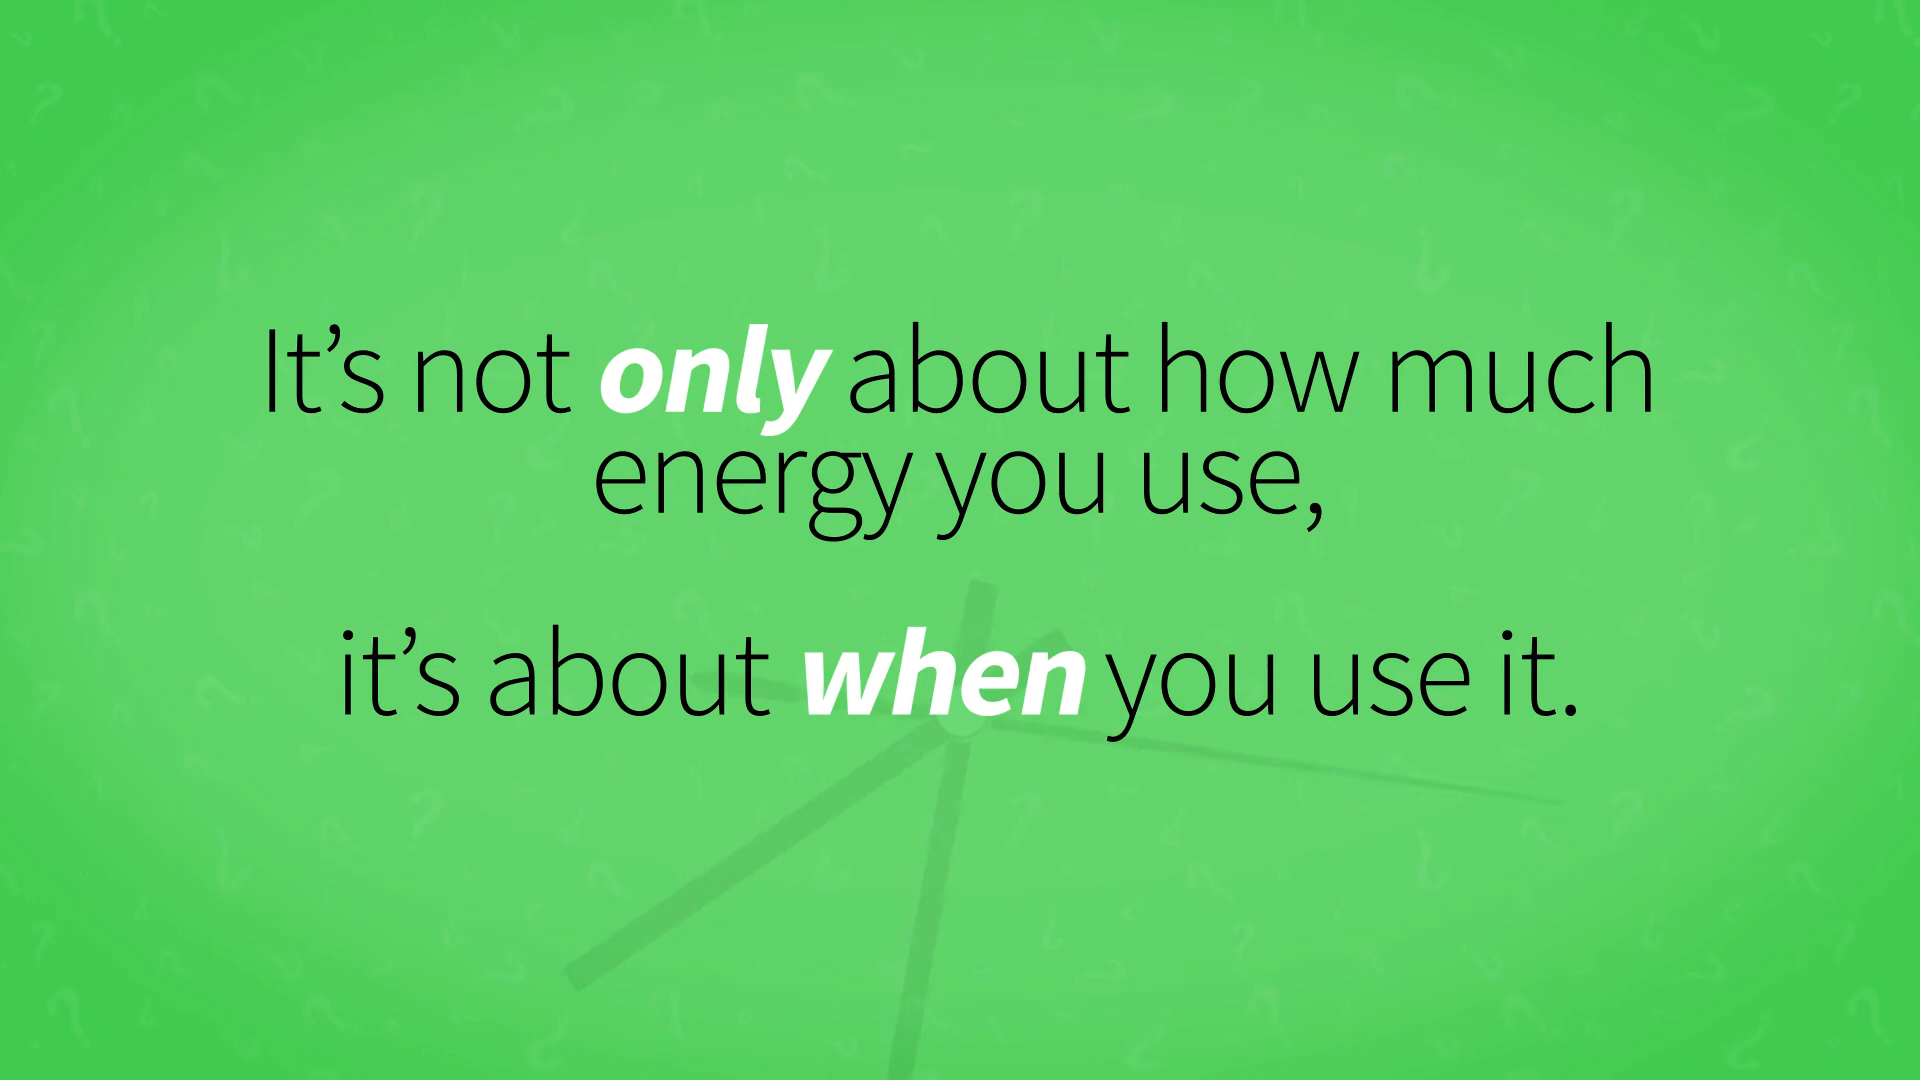 It’s not only about how much
energy you use,
it’s about when you use it.